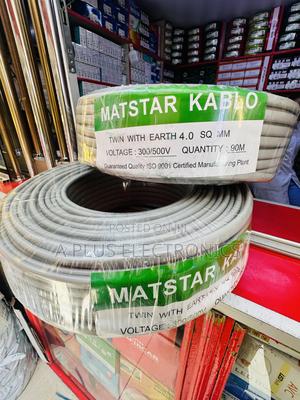 MATSTAR KABLO
TWIN WITH EARTH 4.0 SQ MM
VOLTAGE : 300/500V QUANTITY : 90M
Guaranteed Quality ISO 9001 Certified Manufacturing Plant
POSTED ON
A PLUS ELECTRONIC
MATSTAR
TWIN WITH EARTH
VOLTAGE :